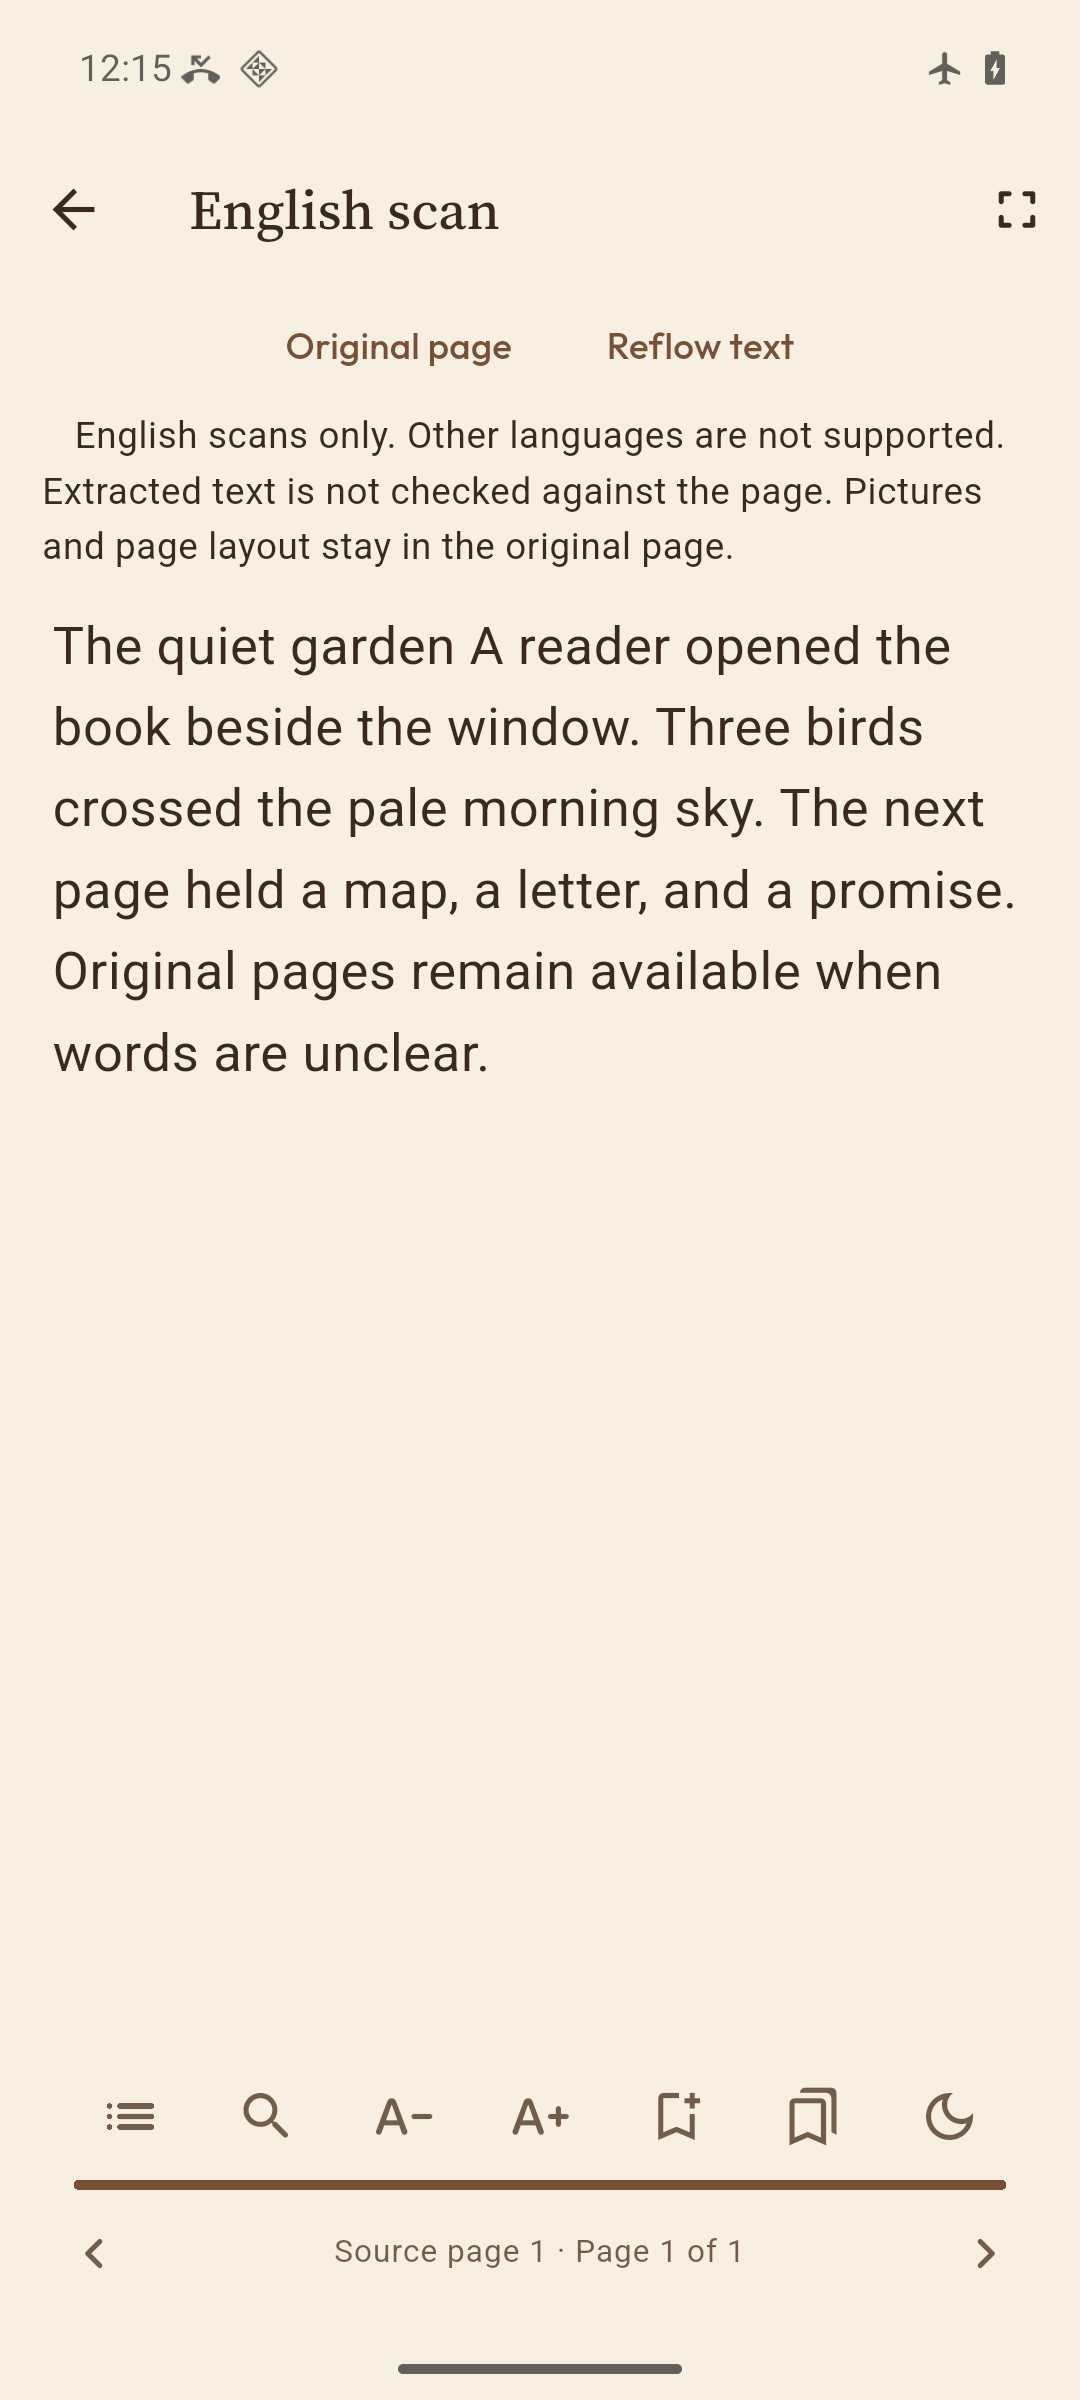 12:15
English scan
Original page Reflow text
English scans only. Other languages are not supported.
Extracted text is not checked against the page. Pictures
and page layout stay in the original page.
The quiet garden A reader opened the
book beside the window. Three birds
crossed the pale morning sky. The next
page held a map, a letter, and a promise.
Original pages remain available when
words are unclear.
A− A+
Source page 1 · Page 1 of 1